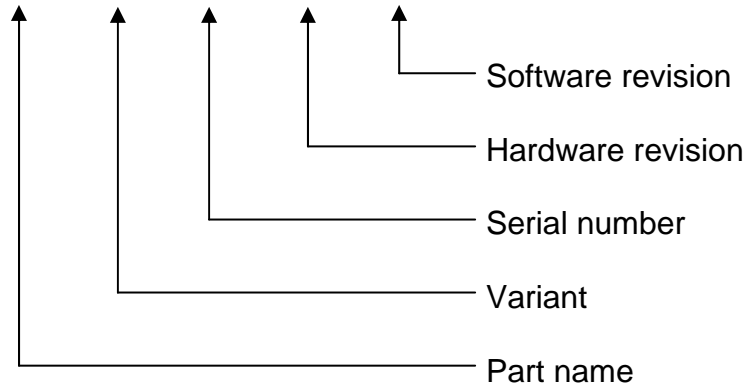 Software revision
Hardware revision
Serial number
Variant
Part name